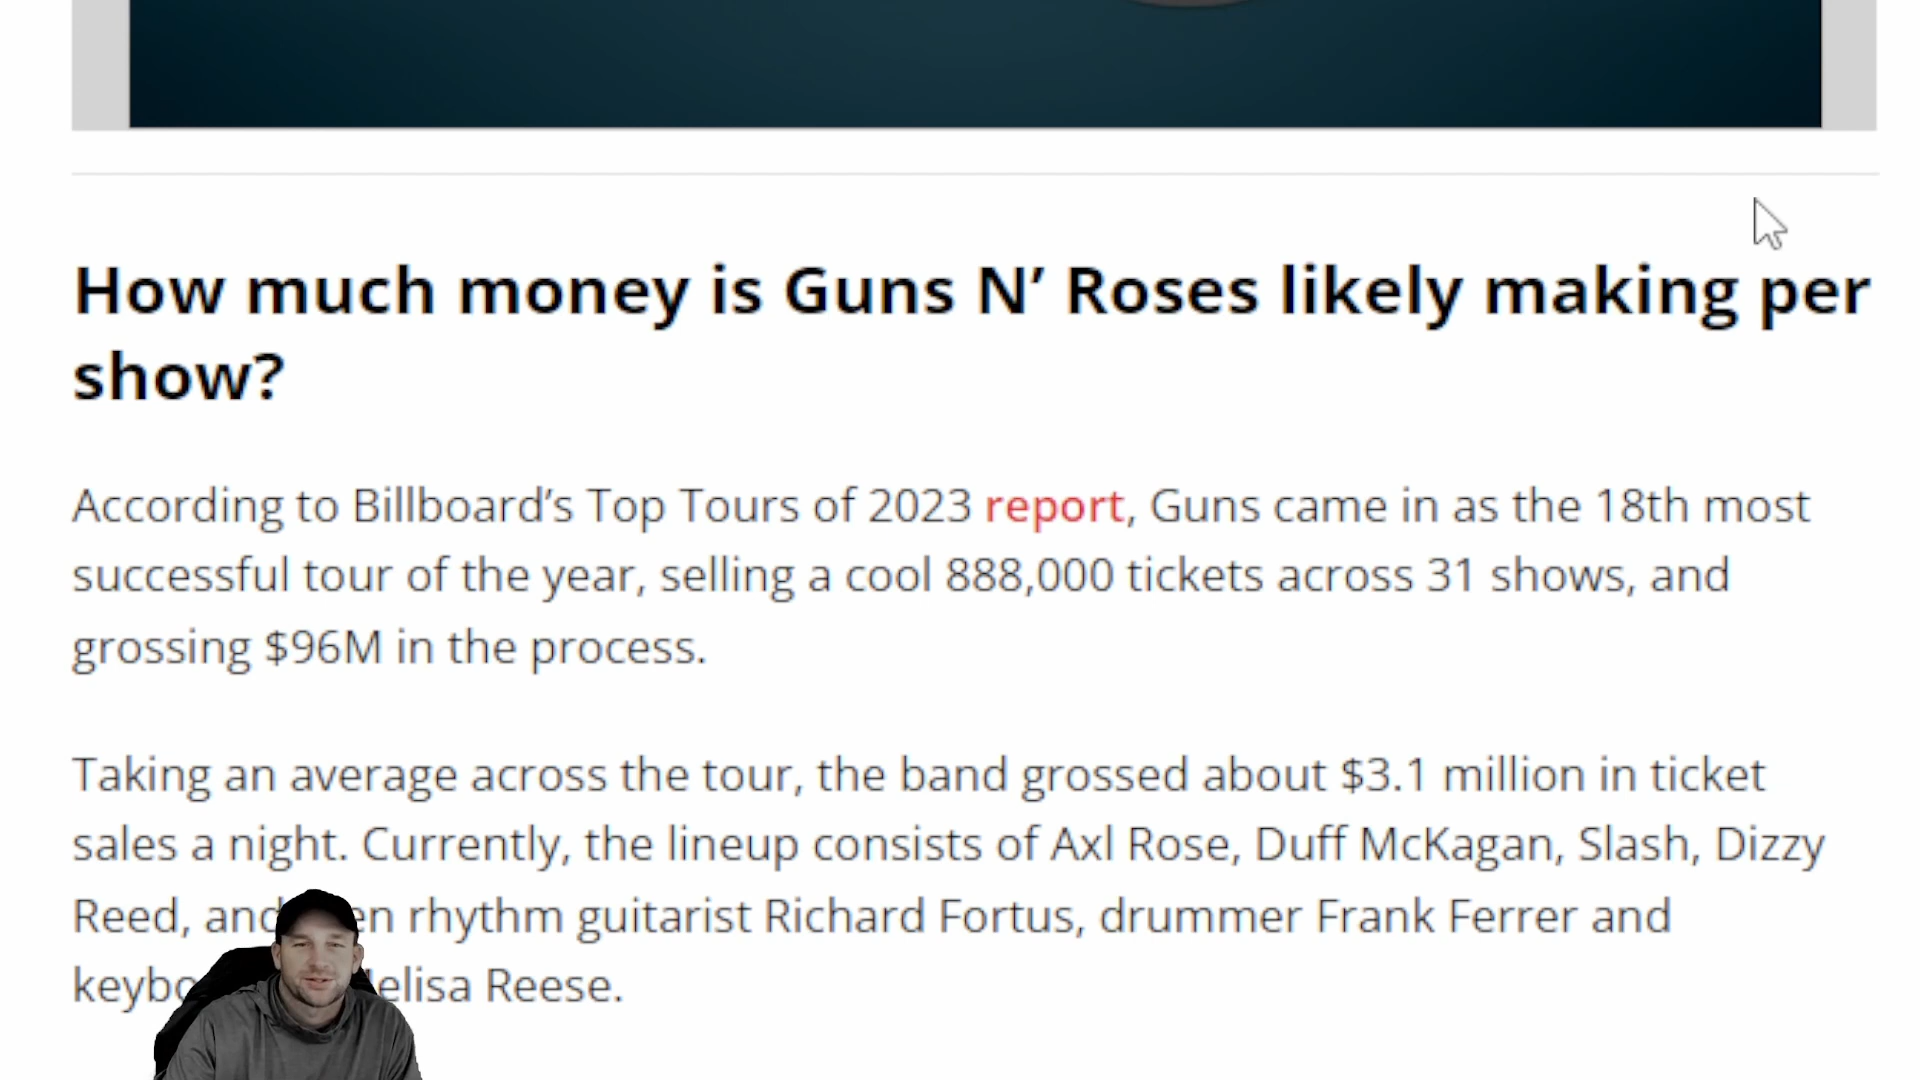 How much money is Guns N’ Roses likely making per
show?
According to Billboard’s Top Tours of 2023 report, Guns came in as the 18th most
successful tour of the year, selling a cool 888,000 tickets across 31 shows, and
grossing $96M in the process.
Taking an average across the tour, the band grossed about $3.1 million in ticket
sales a night. Currently, the lineup consists of Axl Rose, Duff McKagan, Slash, Dizzy
Reed, and rhythm guitarist Richard Fortus, drummer Frank Ferrer and
Reese.